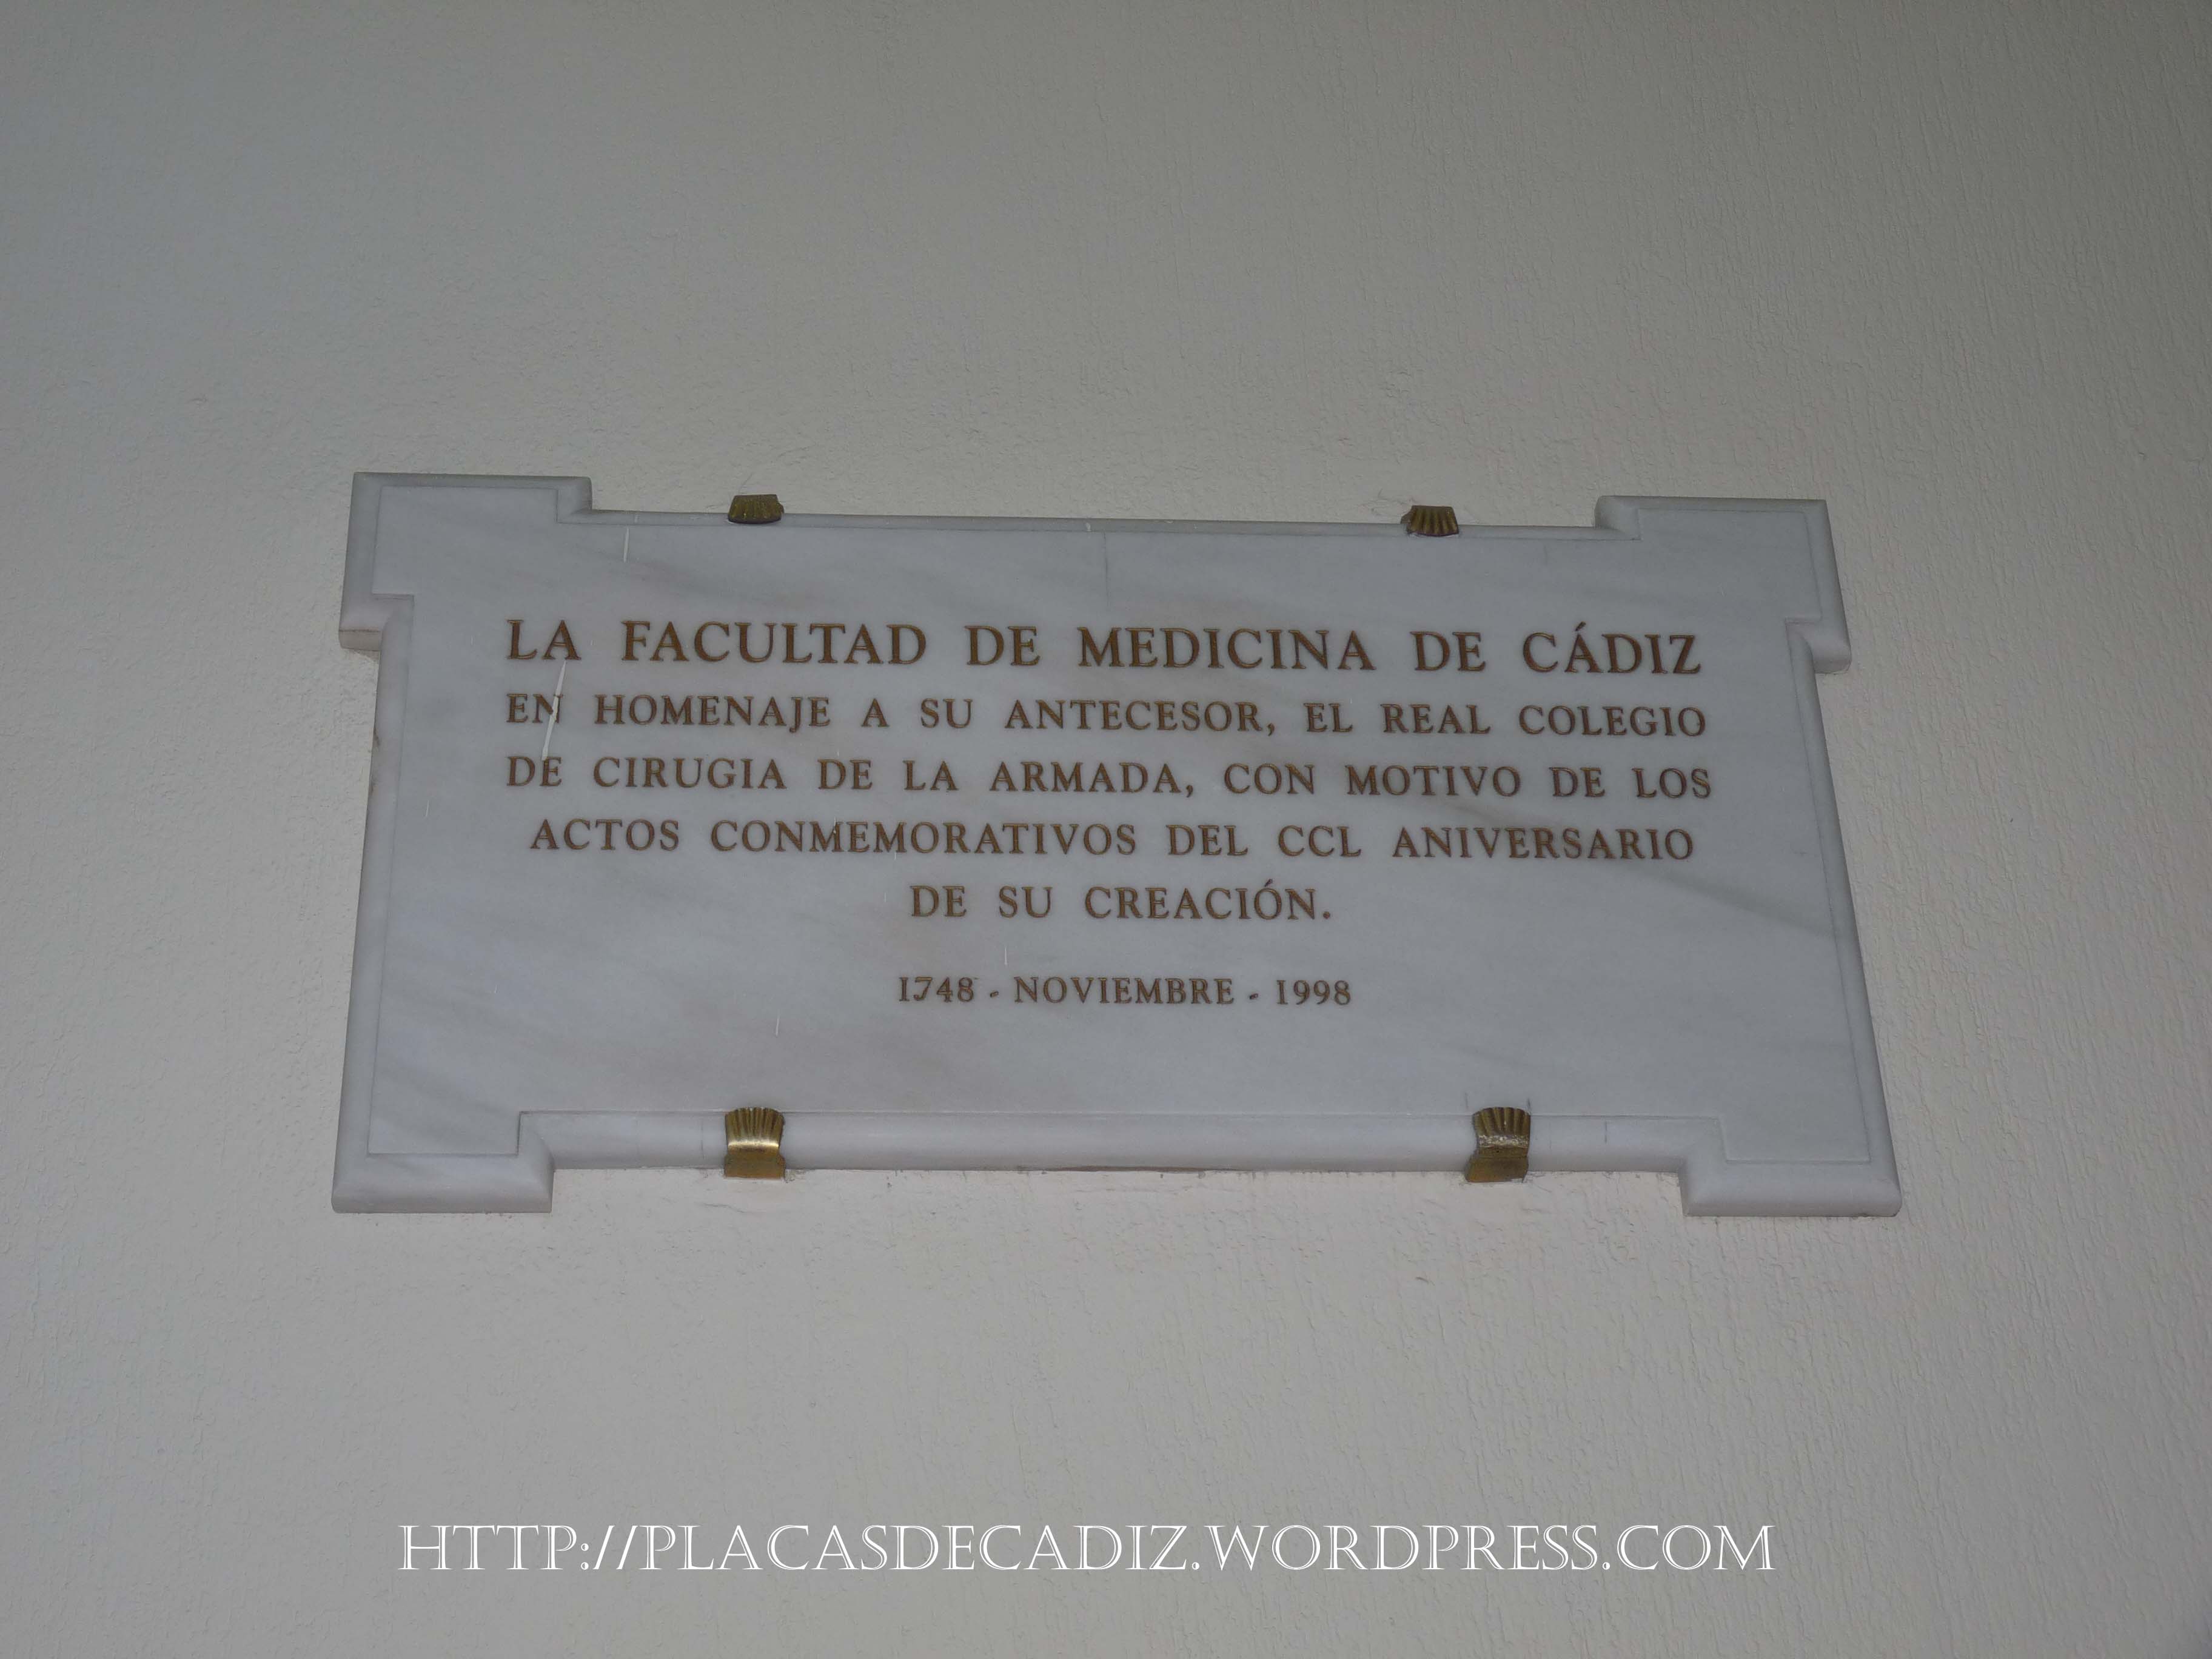 LA FACULTAD DE MEDICINA DE CÁDIZ
EN HOMENAJE A SU ANTECESOR, EL REAL COLEGIO
DE CIRUGIA DE LA ARMADA, CON MOTIVO DE LOS
ACTOS CONMEMORATIVOS DEL CCL ANIVERSARIO
DE SU CREACIÓN.
1748 - NOVIEMBRE - 1998
HTTP://PLACASDECADIZ.WORDPRESS.COM